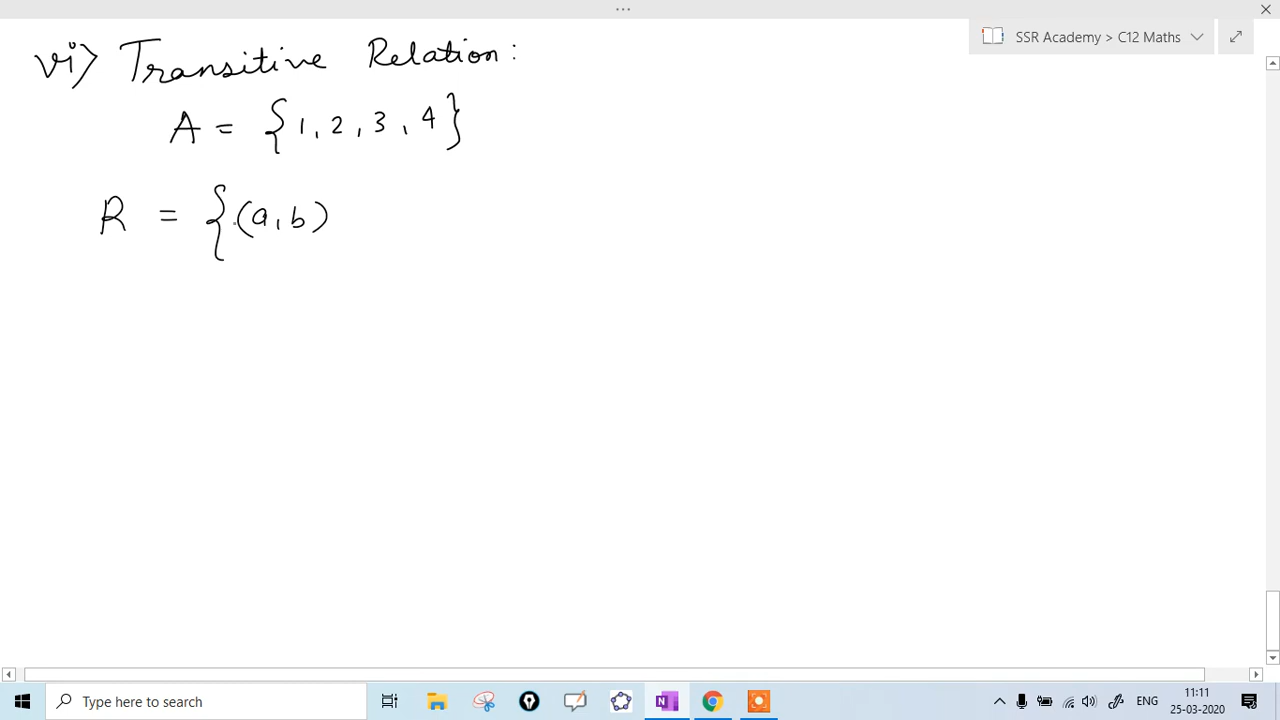 SSR Academy > C12 Maths
vi) Transitive Relation:
A = {1, 2, 3, 4}
R = {(a, b)
Type here to search
ENG
11:11
25-03-2020